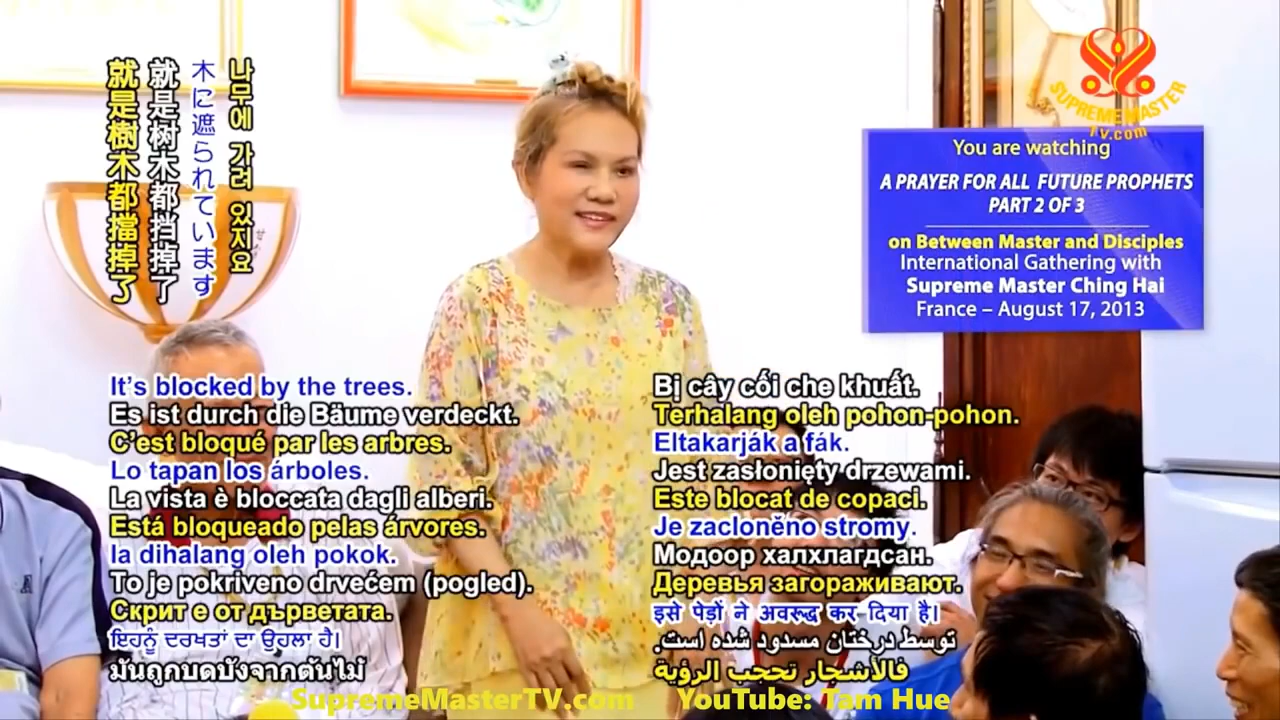 나무에 가려 있지요
木に遮られています
就是树木都挡掉了
就是樹木都擋掉了
SUPREME MASTER
TV.com
You are watching
A PRAYER FOR ALL FUTURE PROPHETS
PART 2 OF 3
on Between Master and Disciples
International Gathering with
Supreme Master Ching Hai
France – August 17, 2013
It's blocked by the trees.
Es ist durch die Bäume verdeckt.
C'est bloqué par les arbres.
Lo tapan los árboles.
La vista è bloccata dagli alberi.
Está bloqueado pelas árvores.
Ia dihalang oleh pokok.
To je pokriveno drvećem (pogled).
Скрит е от дърветата.
ਇਹਨੂੰ ਦਰਖਤਾਂ ਦਾ ਉਹਲਾ ਹੈ।
มันถูกบดบังจากต้นไม้
Bị cây cối che khuất.
Terhalang oleh pohon-pohon.
Eltakarják a fák.
Jest zasłonięty drzewami.
Este blocat de copaci.
Je zacloněno stromy.
Модоор халхлагдсан.
Деревья загораживают.
इसे पेड़ों ने अवरूद्ध कर दिया है।
توسط درختان مسدود شده است.
فالأشجار تحجب الرؤية
SupremeMasterTV.com YouTube: Tam Hue